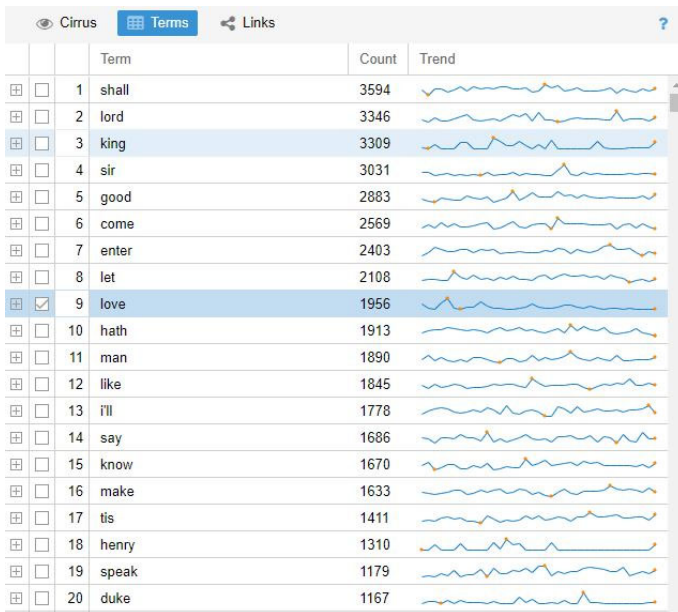 Cirrus Terms Links ?
Term Count Trend
1 shall 3594
2 lord 3346
3 king 3309
4 sir 3031
5 good 2883
6 come 2569
7 enter 2403
8 let 2108
9 love 1956
10 hath 1913
11 man 1890
12 like 1845
13 i'll 1778
14 say 1686
15 know 1670
16 make 1633
17 tis 1411
18 henry 1310
19 speak 1179
20 duke 1167